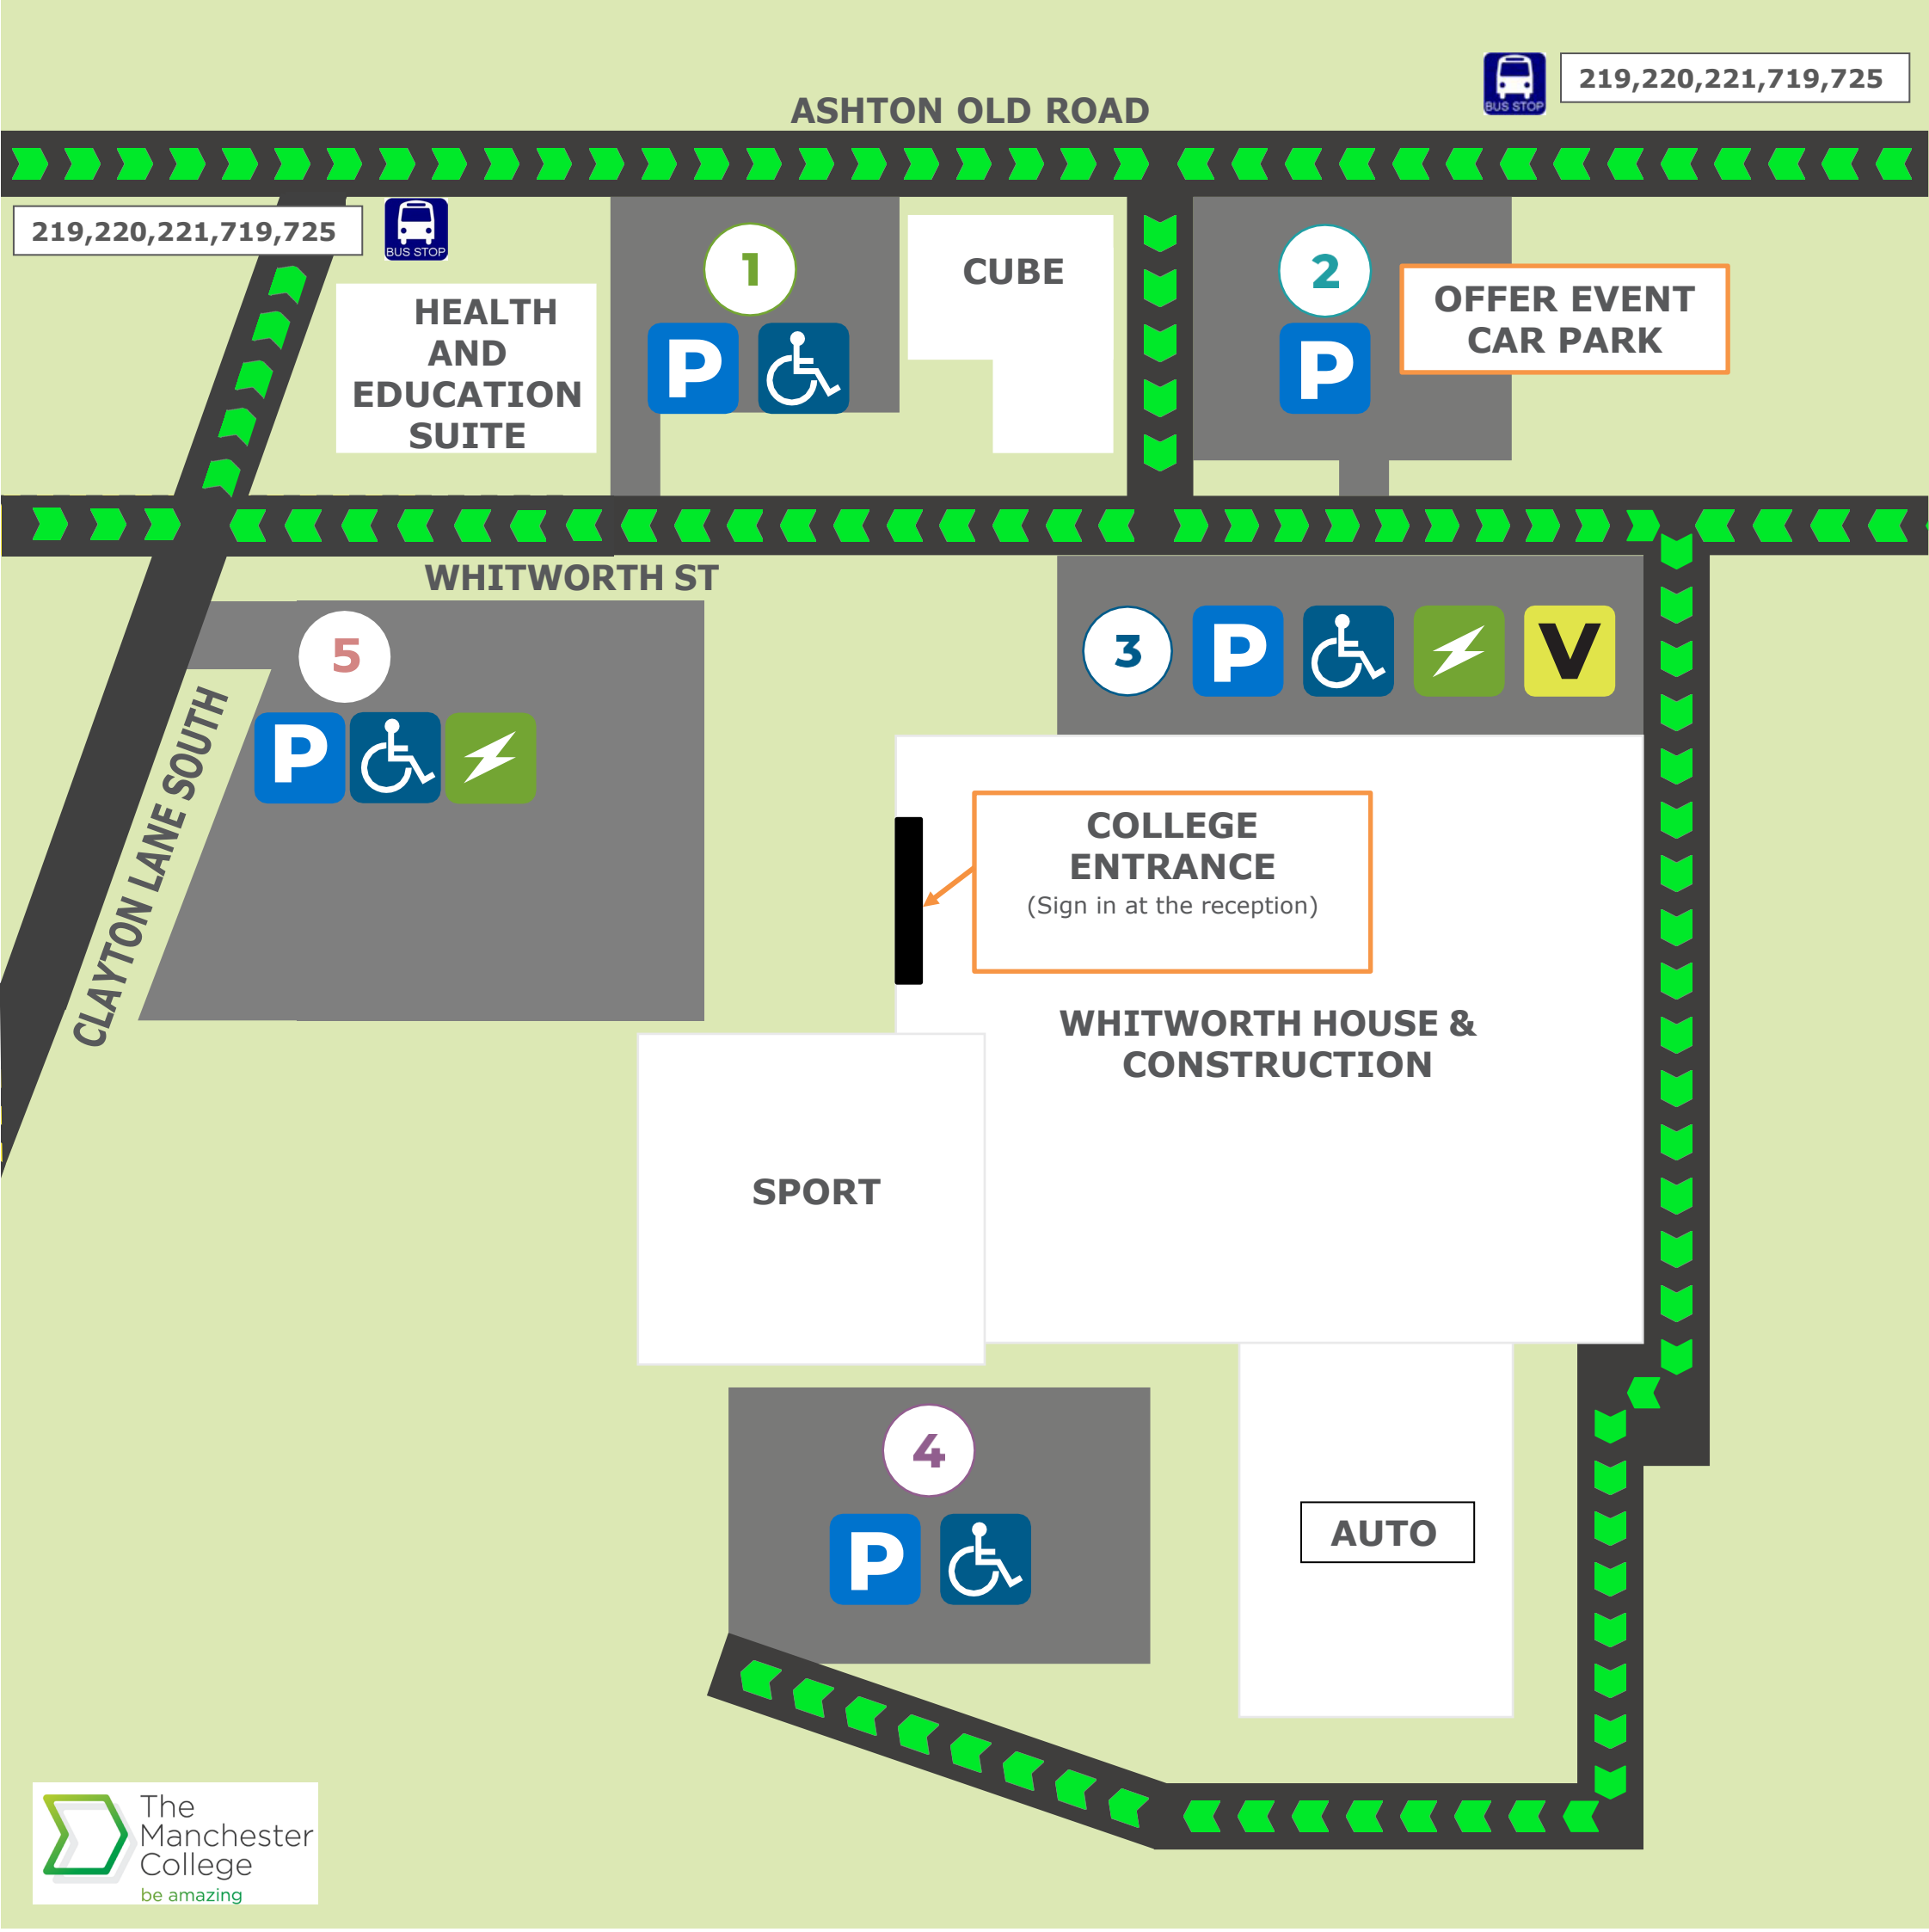 219,220,221,719,725
BUS STOP
ASHTON OLD ROAD
219,220,221,719,725
BUS STOP
1
CUBE
2
OFFER EVENT
CAR PARK
HEALTH
AND
EDUCATION
SUITE
P
P
WHITWORTH ST
5
3
P
V
P
CLAYTON LANE SOUTH
COLLEGE
ENTRANCE
(Sign in at the reception)
WHITWORTH HOUSE &
CONSTRUCTION
SPORT
4
P
AUTO
The
Manchester
College
be amazing